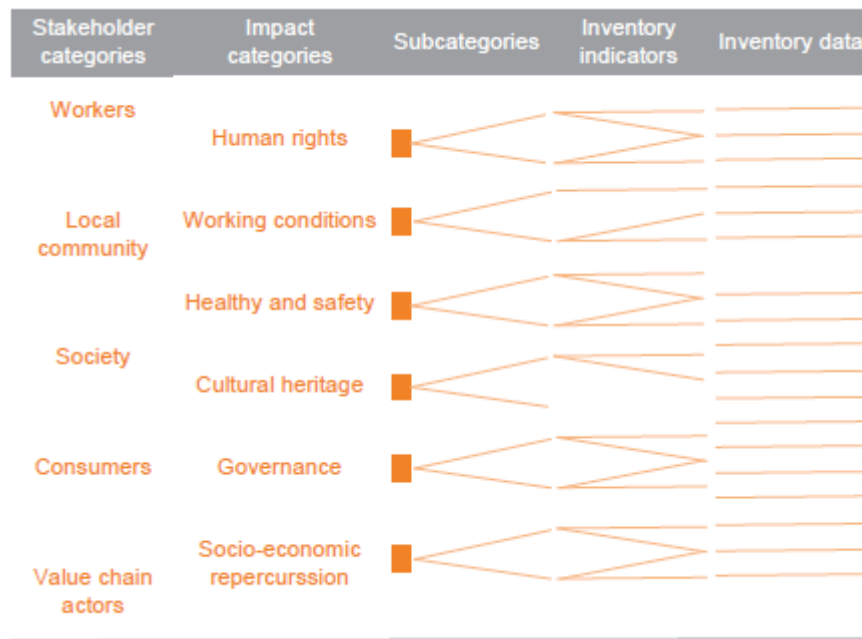 Stakeholder
categories
Impact
categories
Subcategories
Inventory
indicators
Inventory data
Workers
Human rights
Local
community
Working conditions
Healthy and safety
Society
Cultural heritage
Consumers
Governance
Socio-economic
repercurssion
Value chain
actors